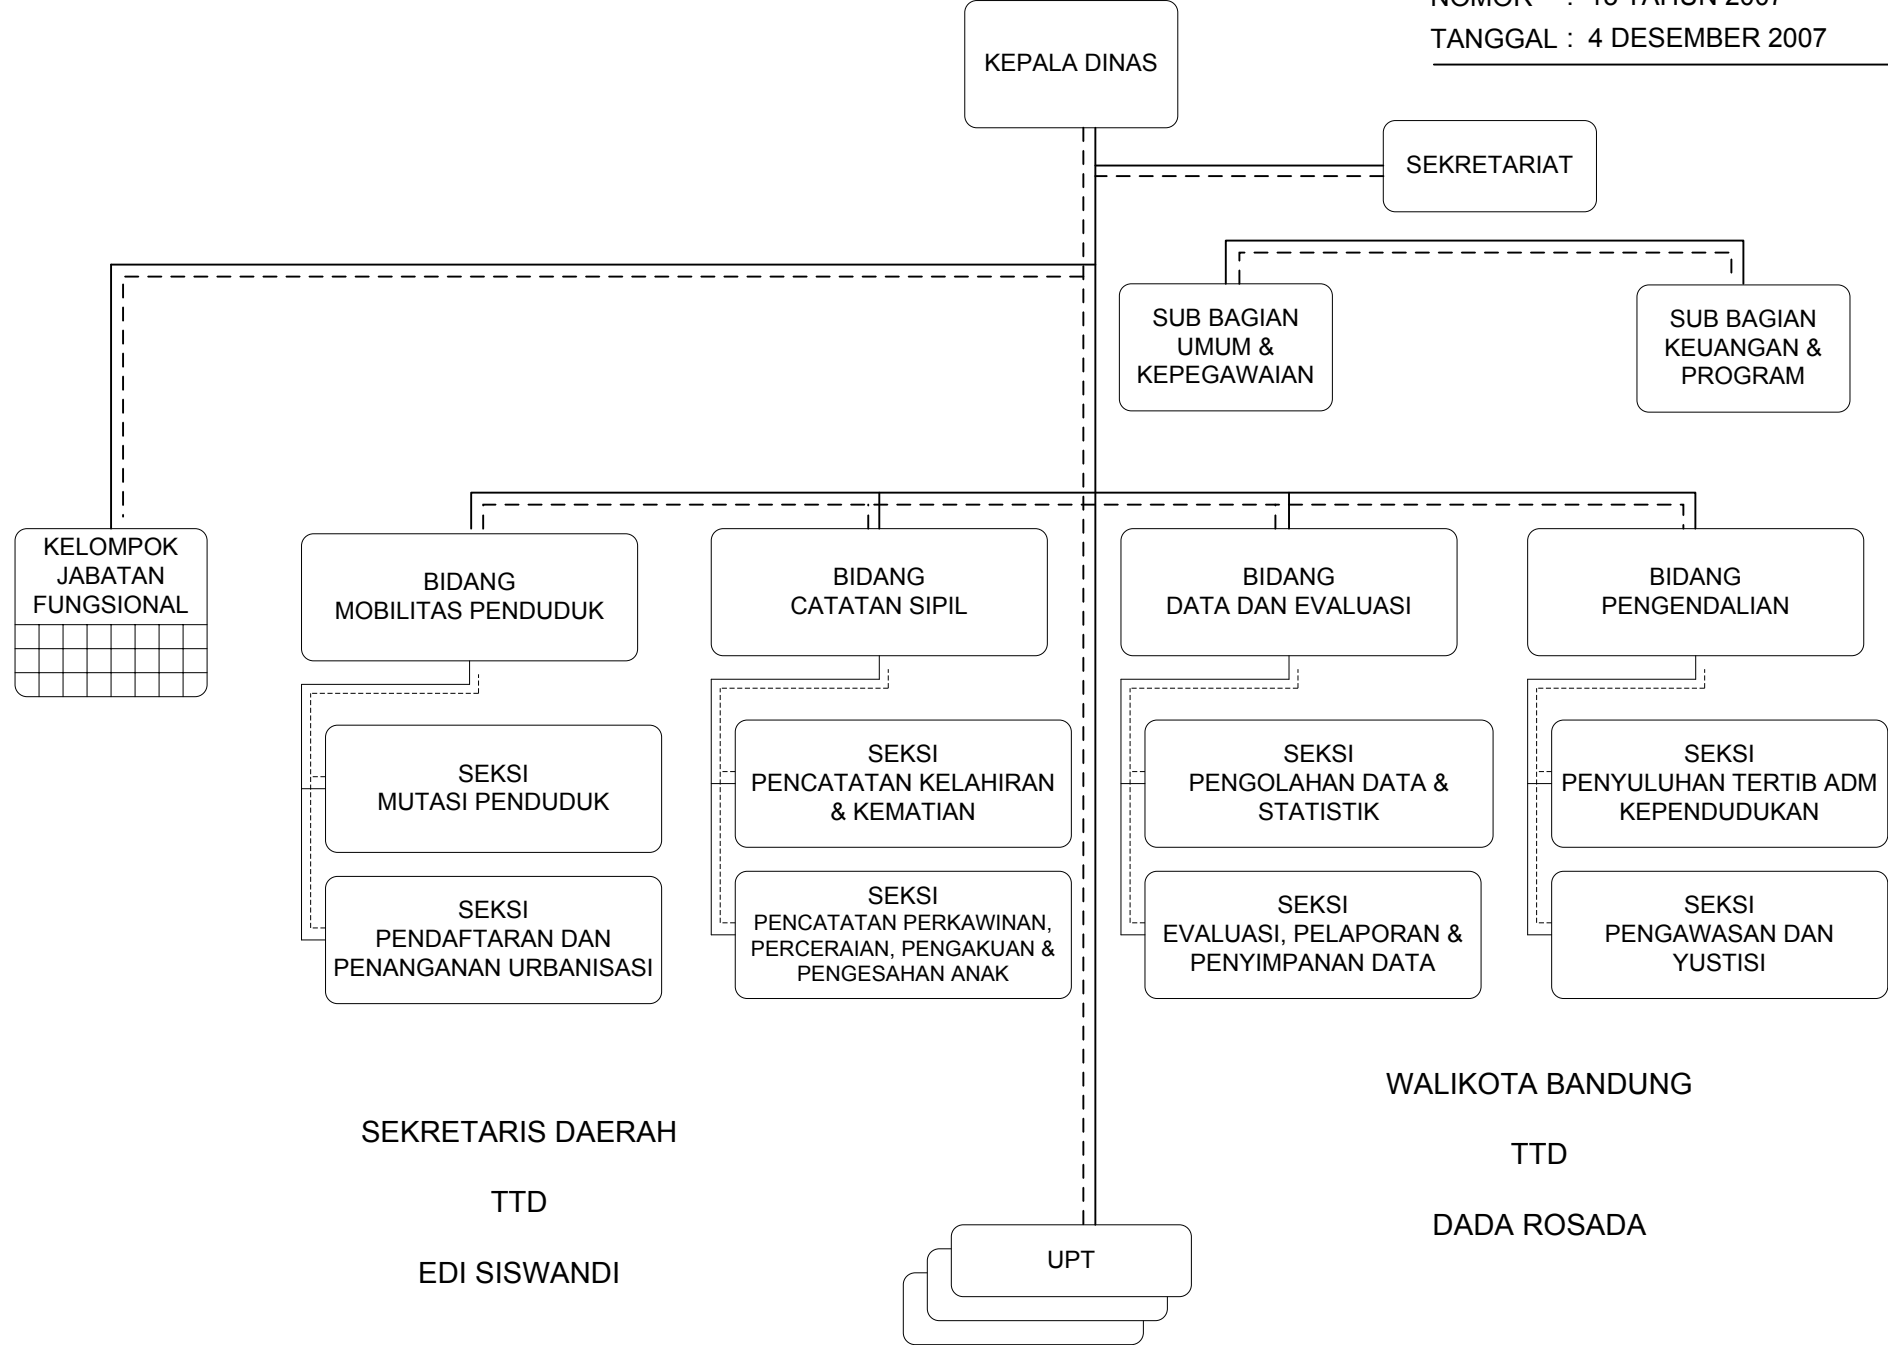 TAHUN 2007
TANGGAL : 4 DESEMBER 2007
KEPALA DINAS
SEKRETARIAT
SUB BAGIAN
UMUM &
KEPEGAWAIAN
SUB BAGIAN
KEUANGAN &
PROGRAM
KELOMPOK
JABATAN
FUNGSIONAL
BIDANG
MOBILITAS PENDUDUK
BIDANG
CATATAN SIPIL
BIDANG
DATA DAN EVALUASI
BIDANG
PENGENDALIAN
SEKSI
MUTASI PENDUDUK
SEKSI
PENCATATAN KELAHIRAN
& KEMATIAN
SEKSI
PENGOLAHAN DATA &
STATISTIK
SEKSI
PENYULUHAN TERTIB ADM
KEPENDUDUKAN
SEKSI
PENDAFTARAN DAN
PENANGANAN URBANISASI
SEKSI
PENCATATAN PERKAWINAN,
PERCERAIAN, PENGAKUAN &
PENGESAHAN ANAK
SEKSI
EVALUASI, PELAPORAN &
PENYIMPANAN DATA
SEKSI
PENGAWASAN DAN
YUSTISI
SEKRETARIS DAERAH
TTD
EDI SISWANDI
WALIKOTA BANDUNG
TTD
DADA ROSADA
UPT